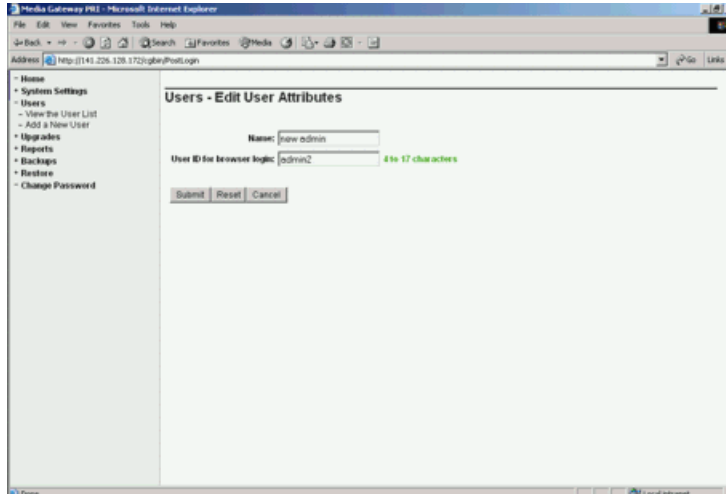 Media Gateway PRI - Microsoft Internet Explorer
File Edit View Favorites Tools Help
Back Search Favorites Media
Address http://141.226.128.172/cgibin/PostLogin Go Links
Home
System Settings
Users
View the User List
Add a New User
Upgrades
Reports
Backups
Restore
Change Password
Users - Edit User Attributes
Name: new admin
User ID for browser login: admin2 4 to 17 characters
Submit Reset Cancel
Done Local intranet